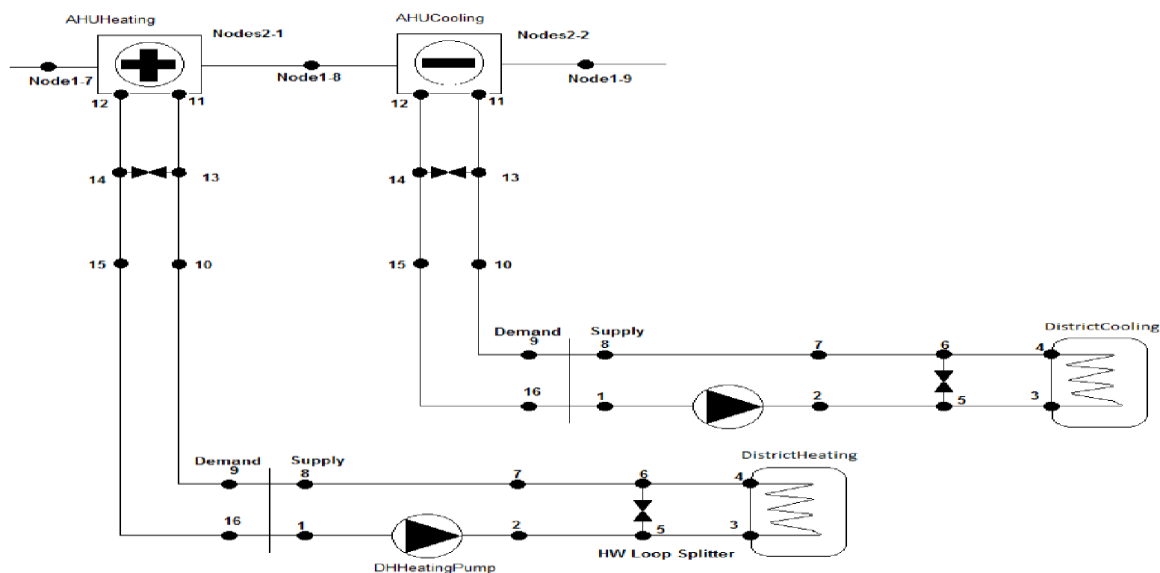 AHUHeating
AHUCooling
Nodes2-1
Nodes2-2
Node1-7
Node1-8
Node1-9
12
11
12
11
14
13
14
13
15
10
15
10
Demand
Supply
DistrictCooling
9
8
7
6
4
16
1
2
5
3
Demand
Supply
DistrictHeating
9
8
7
6
4
16
1
2
5
3
HW Loop Splitter
DHHeatingPump